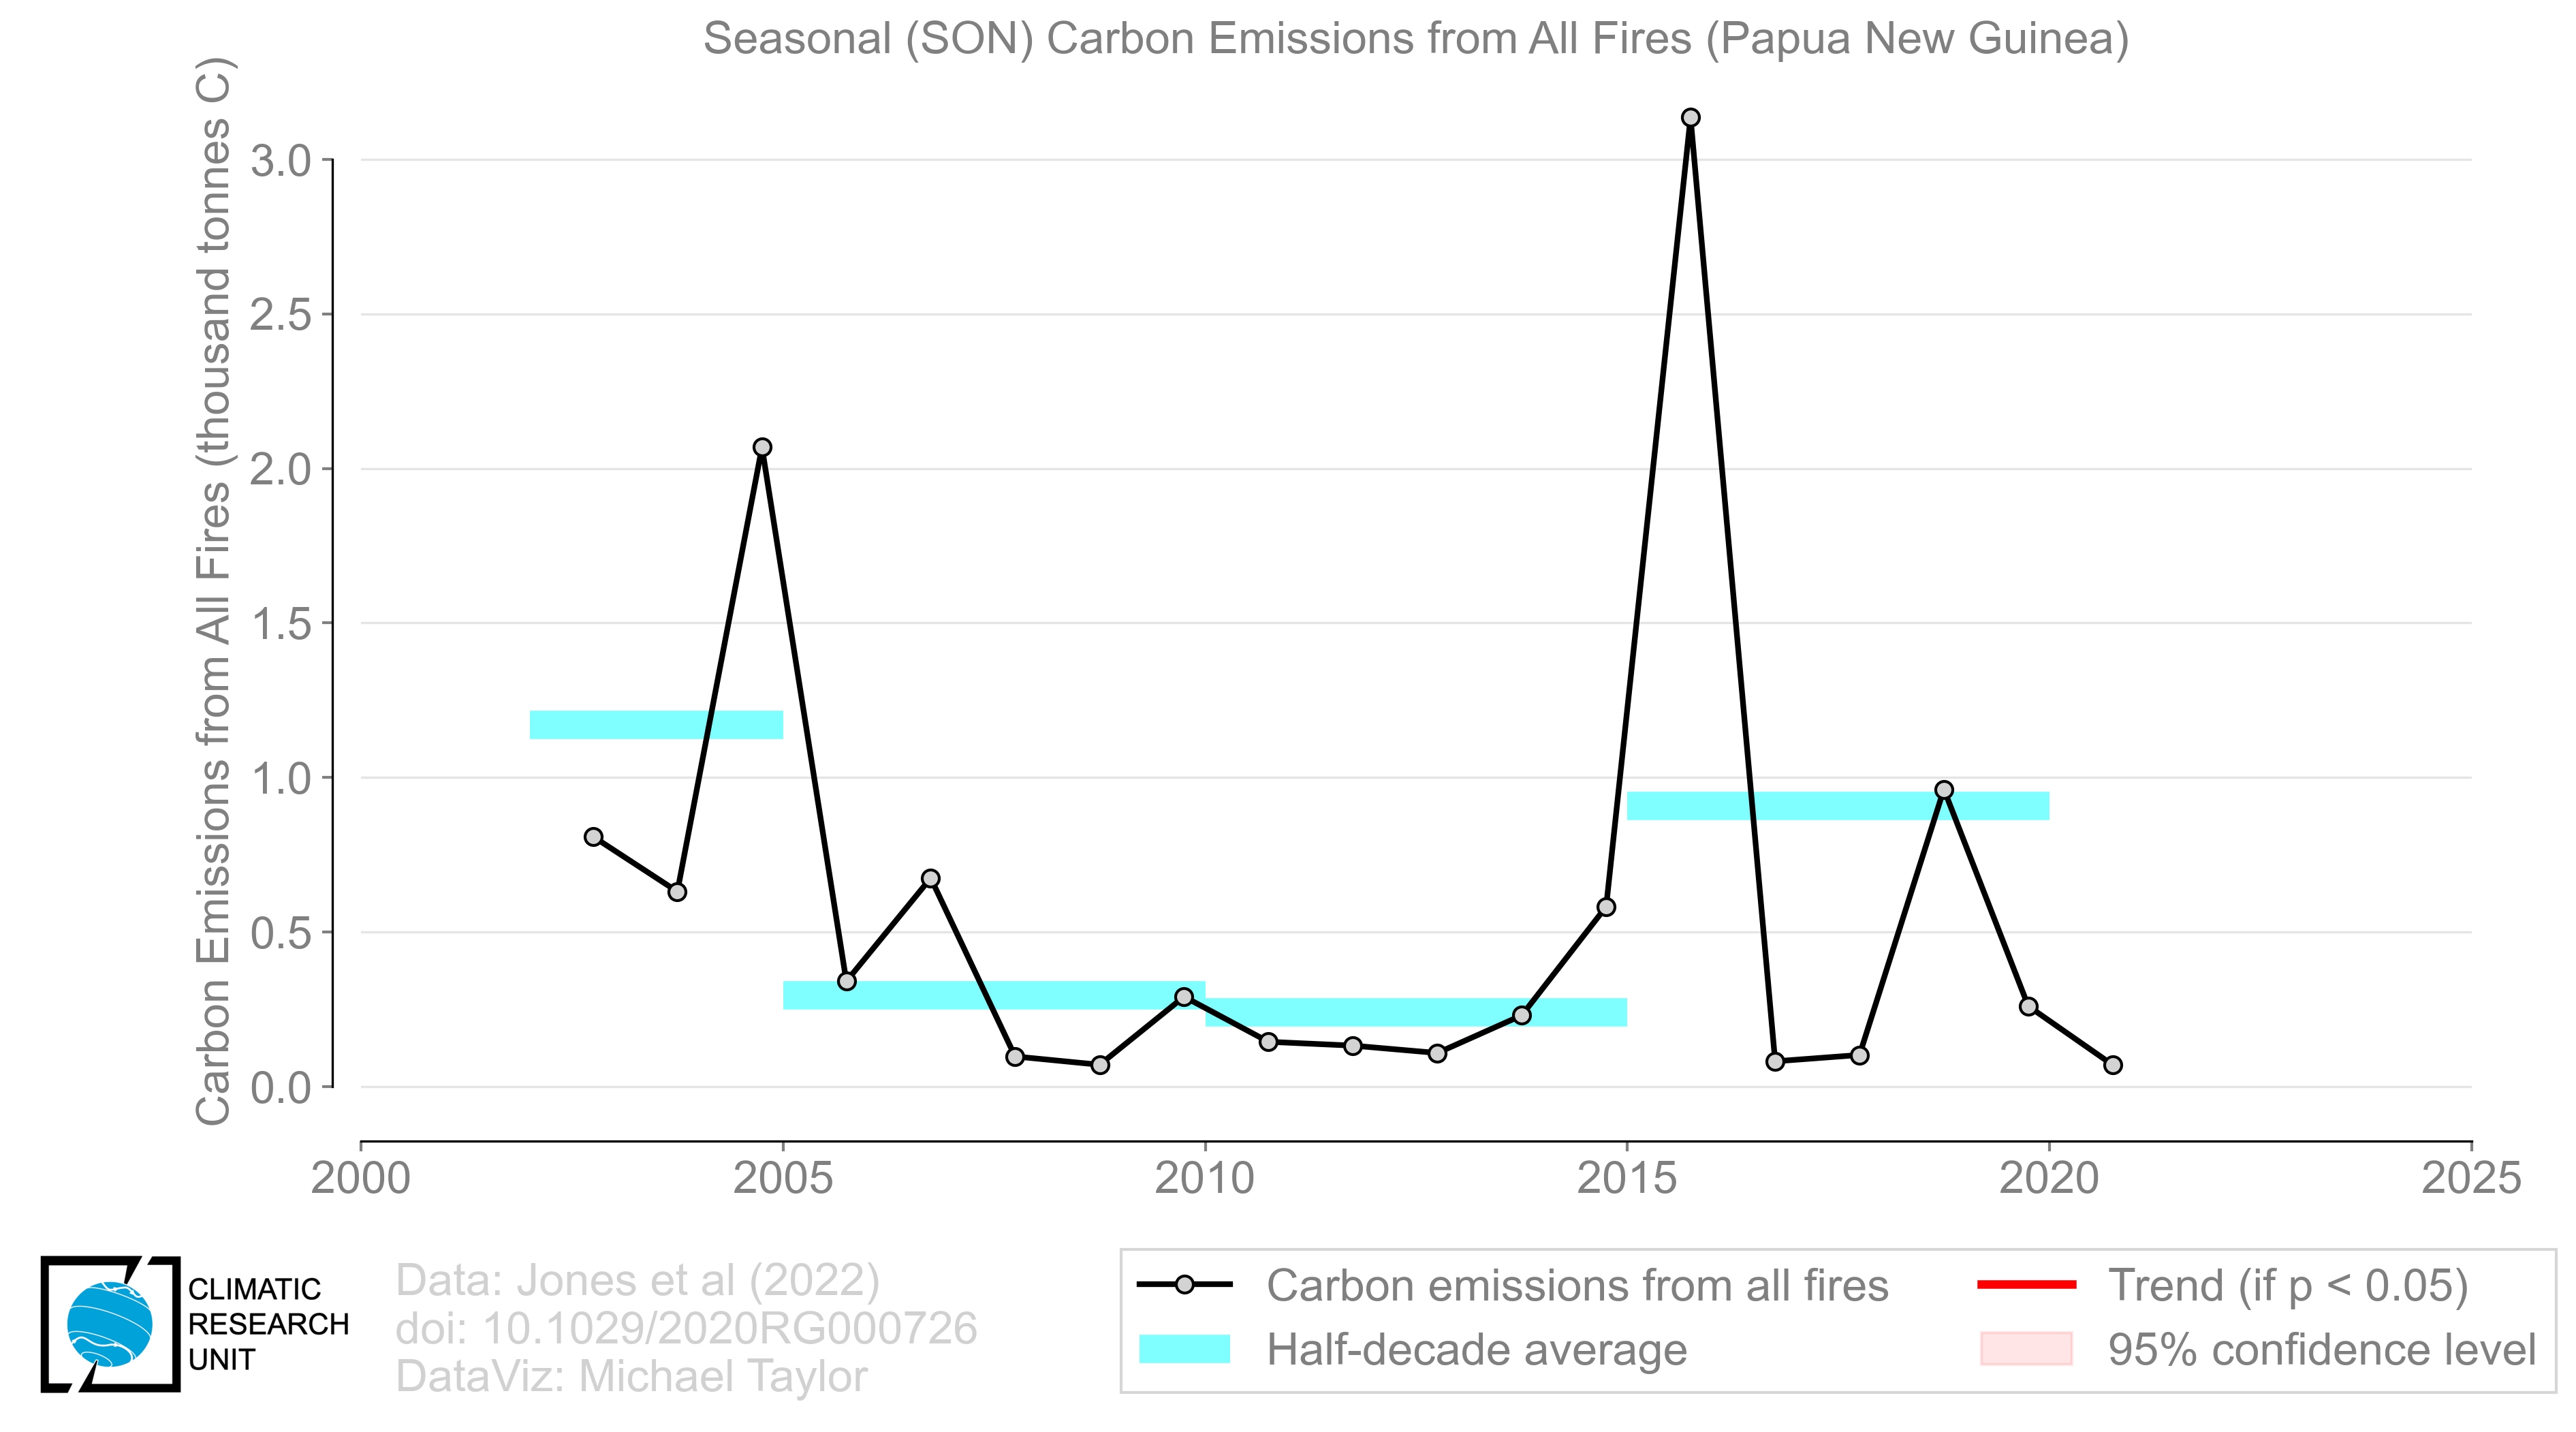 Seasonal (SON) Carbon Emissions from All Fires (Papua New Guinea)
Carbon Emissions from All Fires (thousand tonnes C)
3.0
2.5
2.0
1.5
1.0
0.5
0.0
2000 2005 2010 2015 2020 2025
CLIMATIC
RESEARCH
UNIT
Data: Jones et al (2022)
doi: 10.1029/2020RG000726
DataViz: Michael Taylor
Carbon emissions from all fires
Half-decade average
Trend (if p < 0.05)
95% confidence level